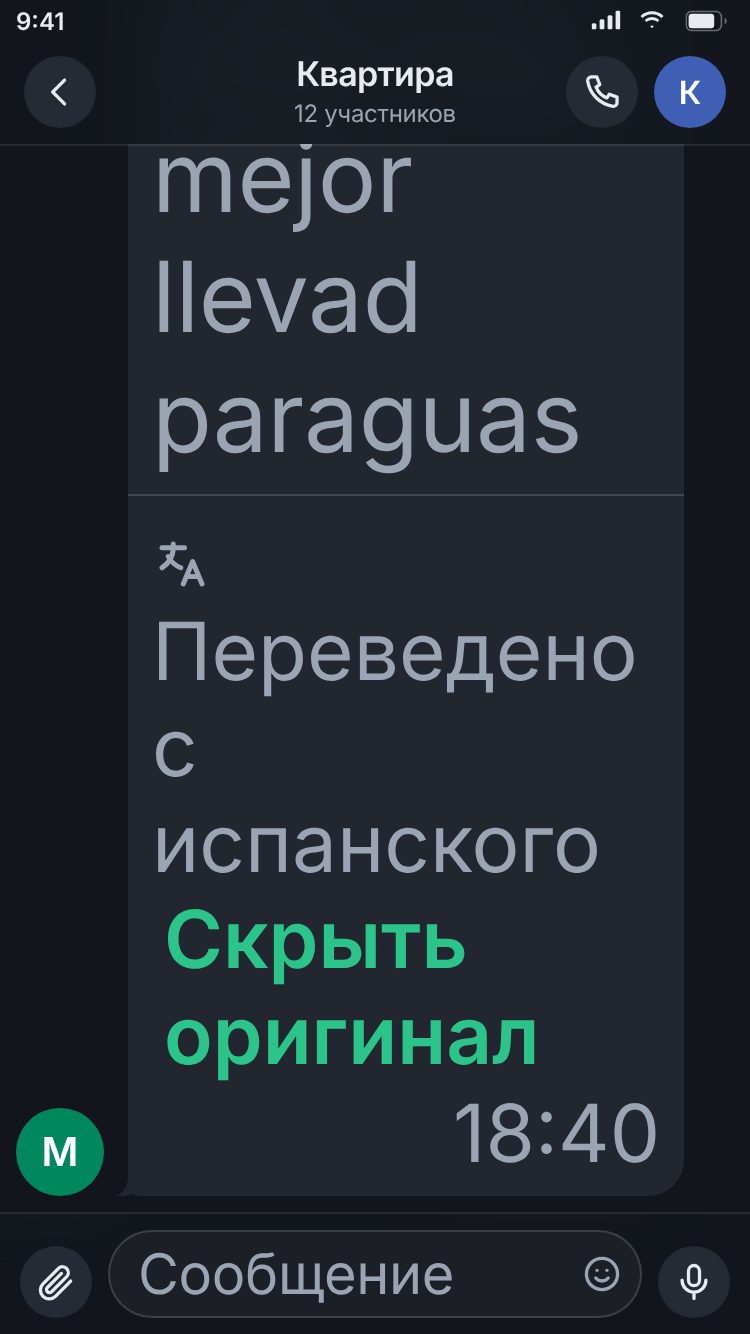 9:41
Квартира
12 участников
К
mejor
llevad
paraguas
Переведено
с
испанского
Скрыть
оригинал
18:40
М
Сообщение